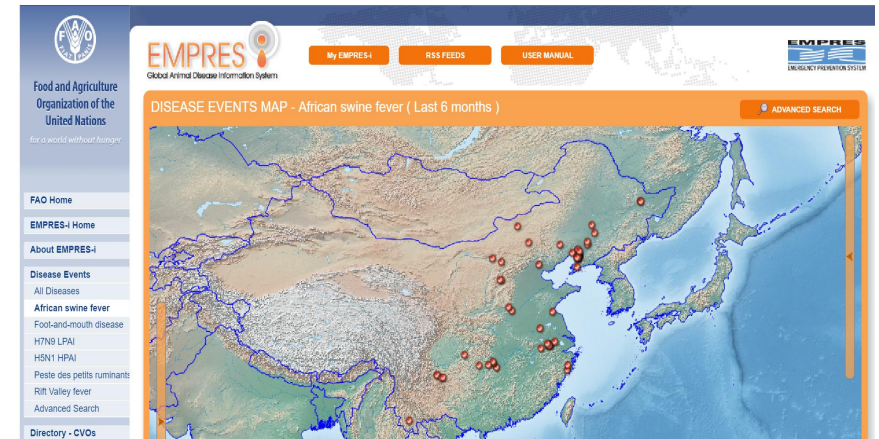 F A O
FIAT PANIS
Food and Agriculture
Organization of the
United Nations
for a world without hunger
FAO Home
EMPRES-i Home
About EMPRES-i
Disease Events
All Diseases
African swine fever
Foot-and-mouth disease
H7N9 LPAI
H5N1 HPAI
Peste des petits ruminants
Rift Valley fever
Advanced Search
Directory - CVOs
EMPRES
Global Animal Disease Information System
My EMPRES-i
RSS FEEDS
USER MANUAL
EMPRES
EMERGENCY PREVENTION SYSTEM
DISEASE EVENTS MAP - African swine fever ( Last 6 months )
ADVANCED SEARCH